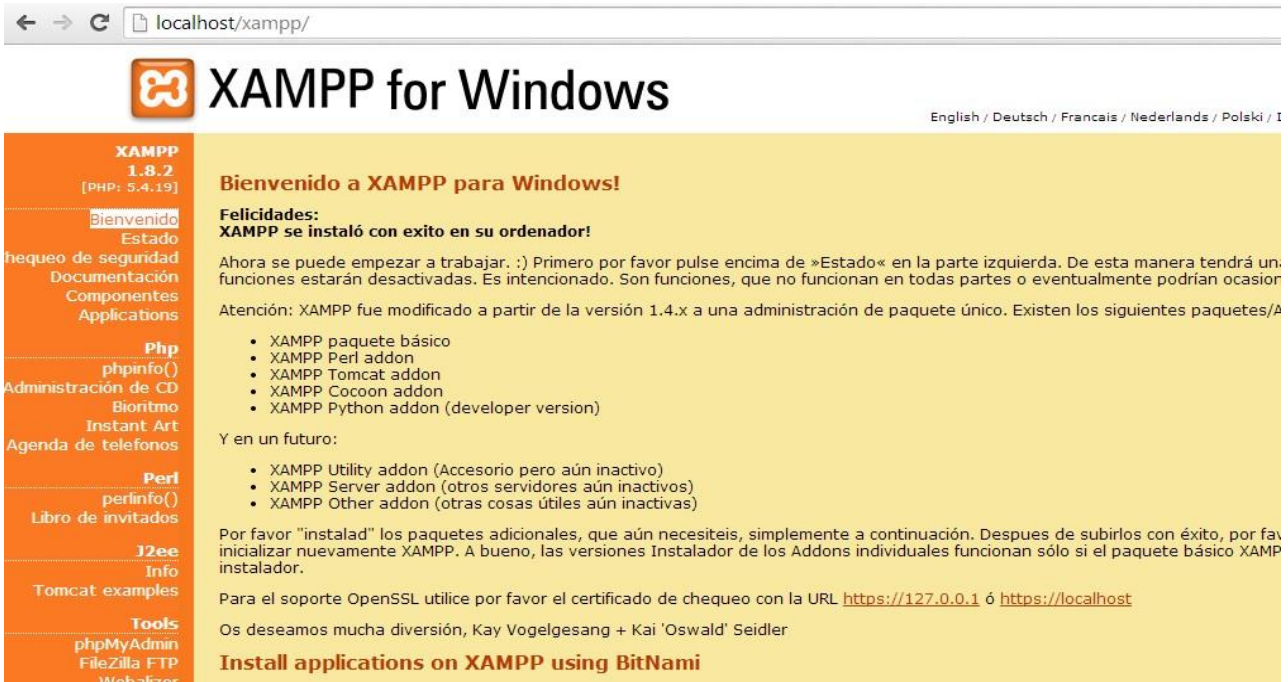 localhost/xampp/
XAMPP for Windows
English / Deutsch / Francais / Nederlands / Polski /
XAMPP
1.8.2
[PHP: 5.4.19]
Bienvenido
Estado
hequeo de seguridad
Documentación
Componentes
Applications
Php
phpinfo()
Administración de CD
Bioritmo
Instant Art
Agenda de telefonos
Perl
perlinfo()
Libro de invitados
J2ee
Info
Tomcat examples
Tools
phpMyAdmin
FileZilla FTP
Webalizer
Bienvenido a XAMPP para Windows!
Felicidades:
XAMPP se instaló con exito en su ordenador!
Ahora se puede empezar a trabajar. :) Primero por favor pulse encima de »Estado« en la parte izquierda. De esta manera tendrá una
funciones estarán desactivadas. Es intencionado. Son funciones, que no funcionan en todas partes o eventualmente podrían ocasion
Atención: XAMPP fue modificado a partir de la versión 1.4.x a una administración de paquete único. Existen los siguientes paquetes/A
• XAMPP paquete básico
• XAMPP Perl addon
• XAMPP Tomcat addon
• XAMPP Cocoon addon
• XAMPP Python addon (developer version)
Y en un futuro:
• XAMPP Utility addon (Accesorio pero aún inactivo)
• XAMPP Server addon (otros servidores aún inactivos)
• XAMPP Other addon (otras cosas útiles aún inactivas)
Por favor "instalad" los paquetes adicionales, que aún necesiteis, simplemente a continuación. Despues de subirlos con éxito, por fav
inicializar nuevamente XAMPP. A bueno, las versiones Instalador de los Addons individuales funcionan sólo si el paquete básico XAMP
instalador.
Para el soporte OpenSSL utilice por favor el certificado de chequeo con la URL https://127.0.0.1 ó https://localhost
Os deseamos mucha diversión, Kay Vogelgesang + Kai 'Oswald' Seidler
Install applications on XAMPP using BitNami